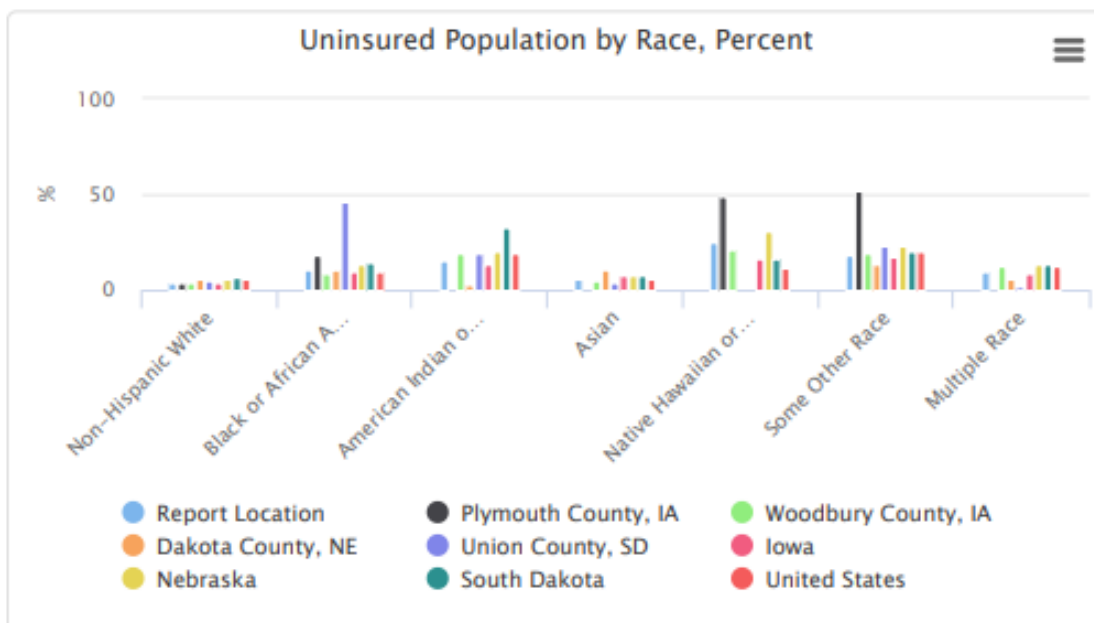 Uninsured Population by Race, Percent
100
50
0
%
Non-Hispanic White
Black or African A...
American Indian o...
Asian
Native Hawaiian or...
Some Other Race
Multiple Race
Report Location
Plymouth County, IA
Woodbury County, IA
Dakota County, NE
Union County, SD
Iowa
Nebraska
South Dakota
United States